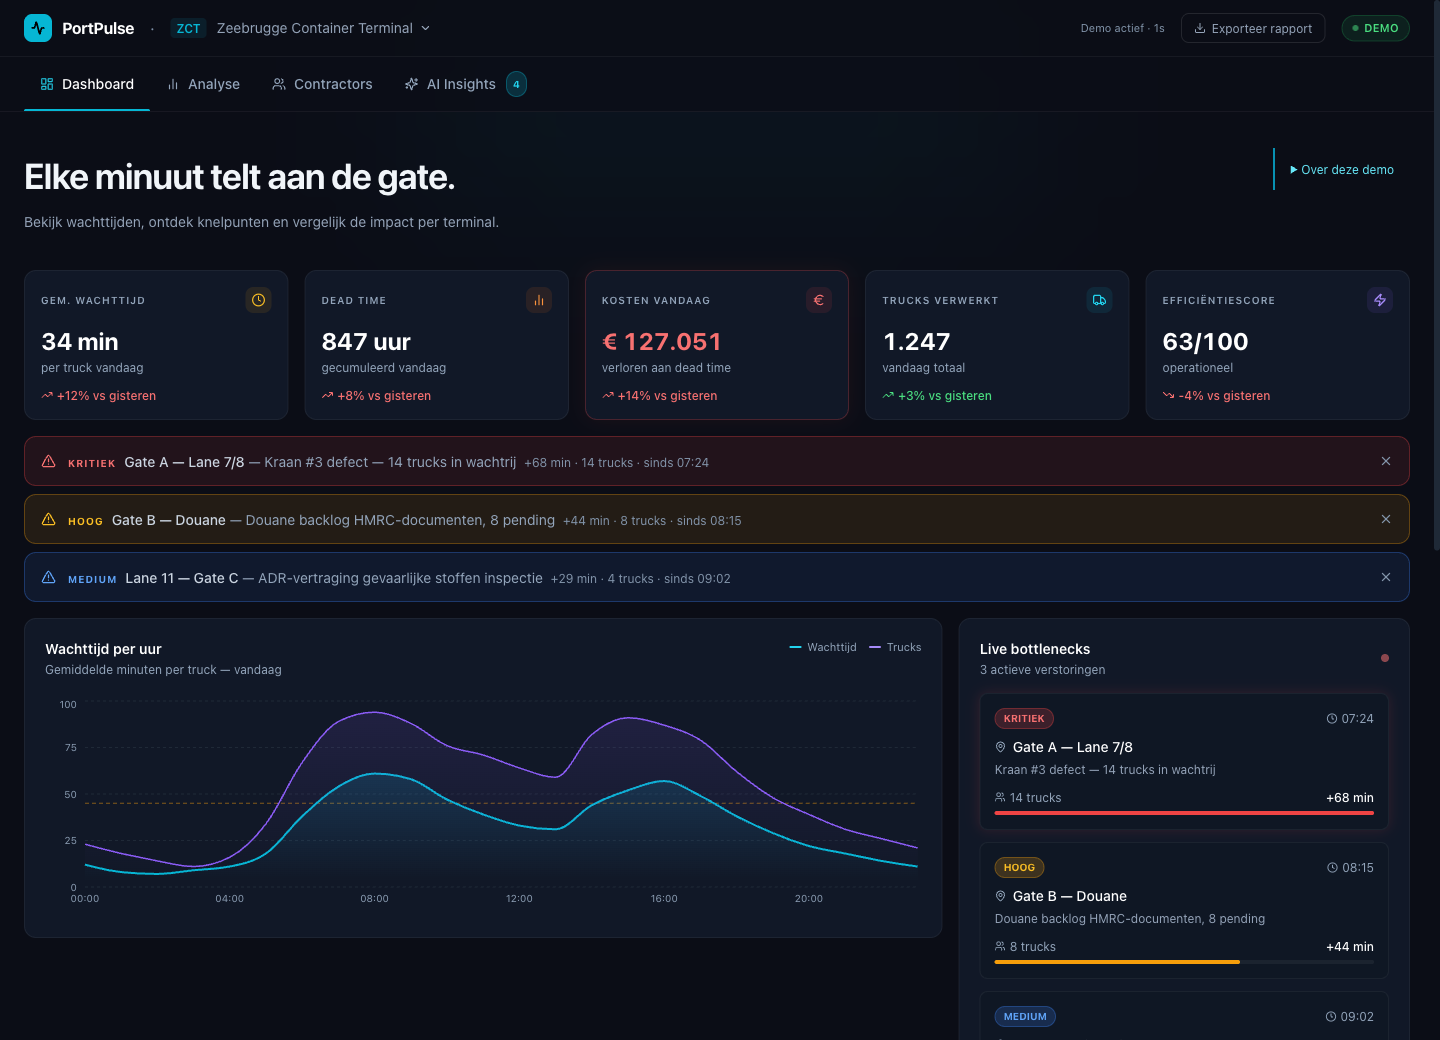 PortPulse · ZCT Zeebrugge Container Terminal
Demo actief · 1s
Exporteer rapport
DEMO
Dashboard
Analyse
Contractors
AI Insights 4
Elke minuut telt aan de gate.
Over deze demo
Bekijk wachttijden, ontdek knelpunten en vergelijk de impact per terminal.
GEM. WACHTTIJD
34 min
per truck vandaag
+12% vs gisteren
DEAD TIME
847 uur
gecumuleerd vandaag
+8% vs gisteren
KOSTEN VANDAAG
€
€ 127.051
verloren aan dead time
+14% vs gisteren
TRUCKS VERWERKT
1.247
vandaag totaal
+3% vs gisteren
EFFICIËNTIESCORE
63/100
operationeel
-4% vs gisteren
KRITIEK Gate A — Lane 7/8 — Kraan #3 defect — 14 trucks in wachtrij +68 min · 14 trucks · sinds 07:24
HOOG Gate B — Douane — Douane backlog HMRC-documenten, 8 pending +44 min · 8 trucks · sinds 08:15
MEDIUM Lane 11 — Gate C — ADR-vertraging gevaarlijke stoffen inspectie +29 min · 4 trucks · sinds 09:02
Wachttijd per uur
Gemiddelde minuten per truck — vandaag
Wachttijd
Trucks
100
75
50
25
0
00:00 04:00 08:00 12:00 16:00 20:00
Live bottlenecks
3 actieve verstoringen
KRITIEK 07:24
Gate A — Lane 7/8
Kraan #3 defect — 14 trucks in wachtrij
14 trucks +68 min
HOOG 08:15
Gate B — Douane
Douane backlog HMRC-documenten, 8 pending
8 trucks +44 min
MEDIUM 09:02